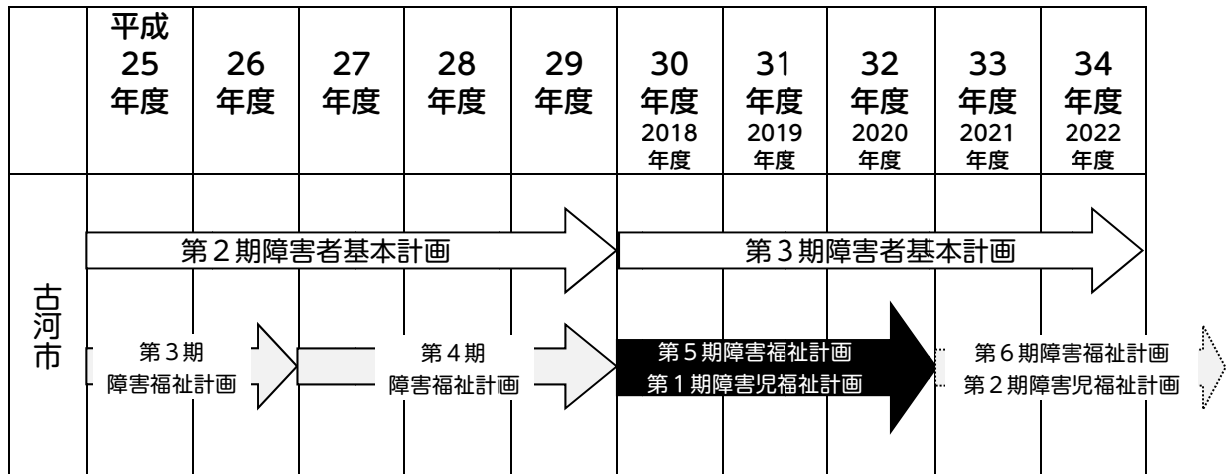 平成
25
年度
26
年度
27
年度
28
年度
29
年度
30
年度
2018
年度
31
年度
2019
年度
32
年度
2020
年度
33
年度
2021
年度
34
年度
2022
年度
古河市
第２期障害者基本計画
第３期障害者基本計画
第３期
障害福祉計画
第４期
障害福祉計画
第５期障害福祉計画
第１期障害児福祉計画
第６期障害福祉計画
第２期障害児福祉計画